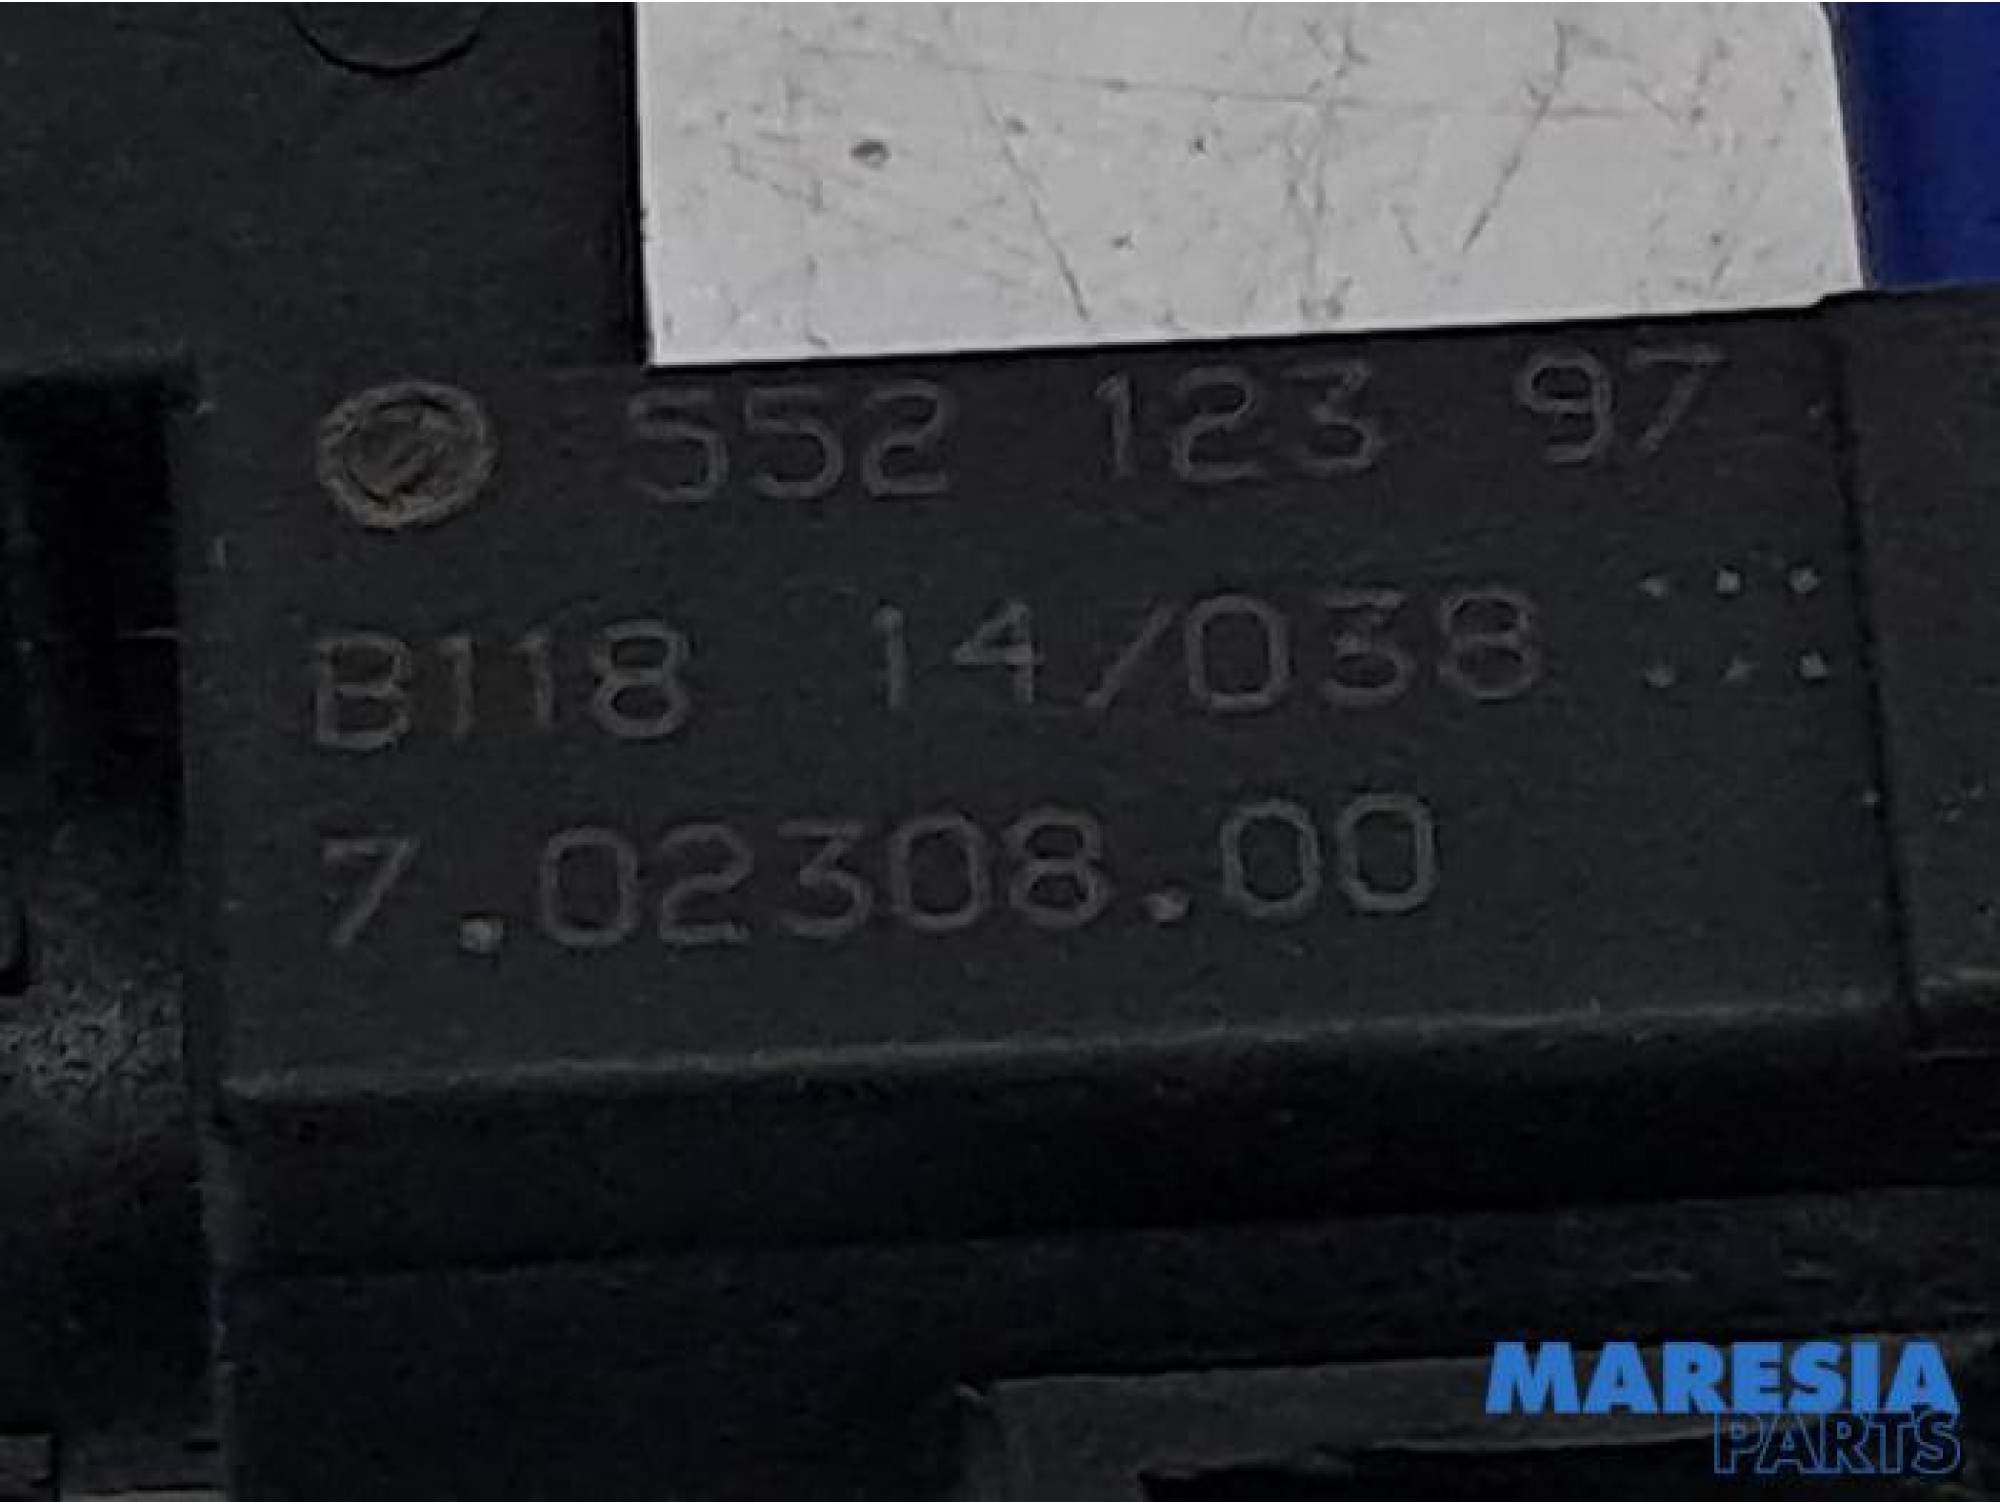 552 123 97
B118 14/038
7.02308.00
MARESIA
PARTS